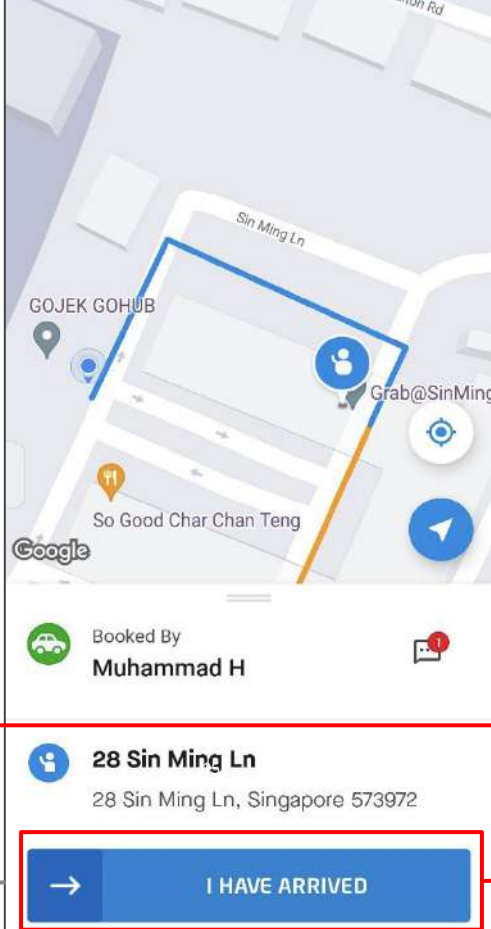 Sin Ming Ln
GOJEK GOHUB
Grab@SinMing
So Good Char Chan Teng
Google
Booked By
Muhammad H
1
28 Sin Ming Ln
28 Sin Ming Ln, Singapore 573972
I HAVE ARRIVED